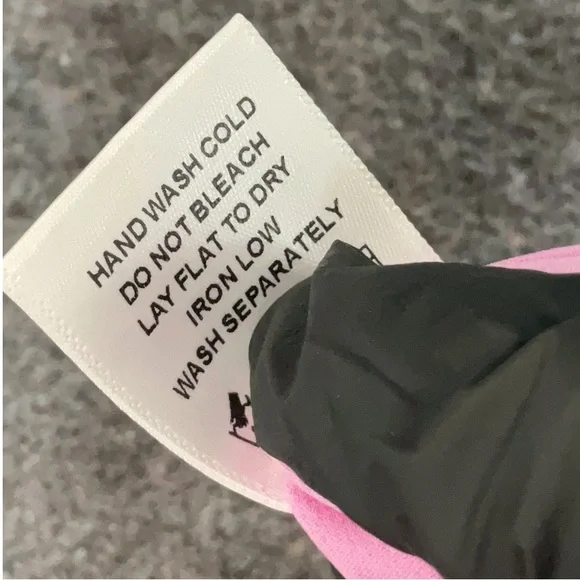 HAND WASH COLD
DO NOT BLEACH
LAY FLAT TO DRY
IRON LOW
WASH SEPARATELY